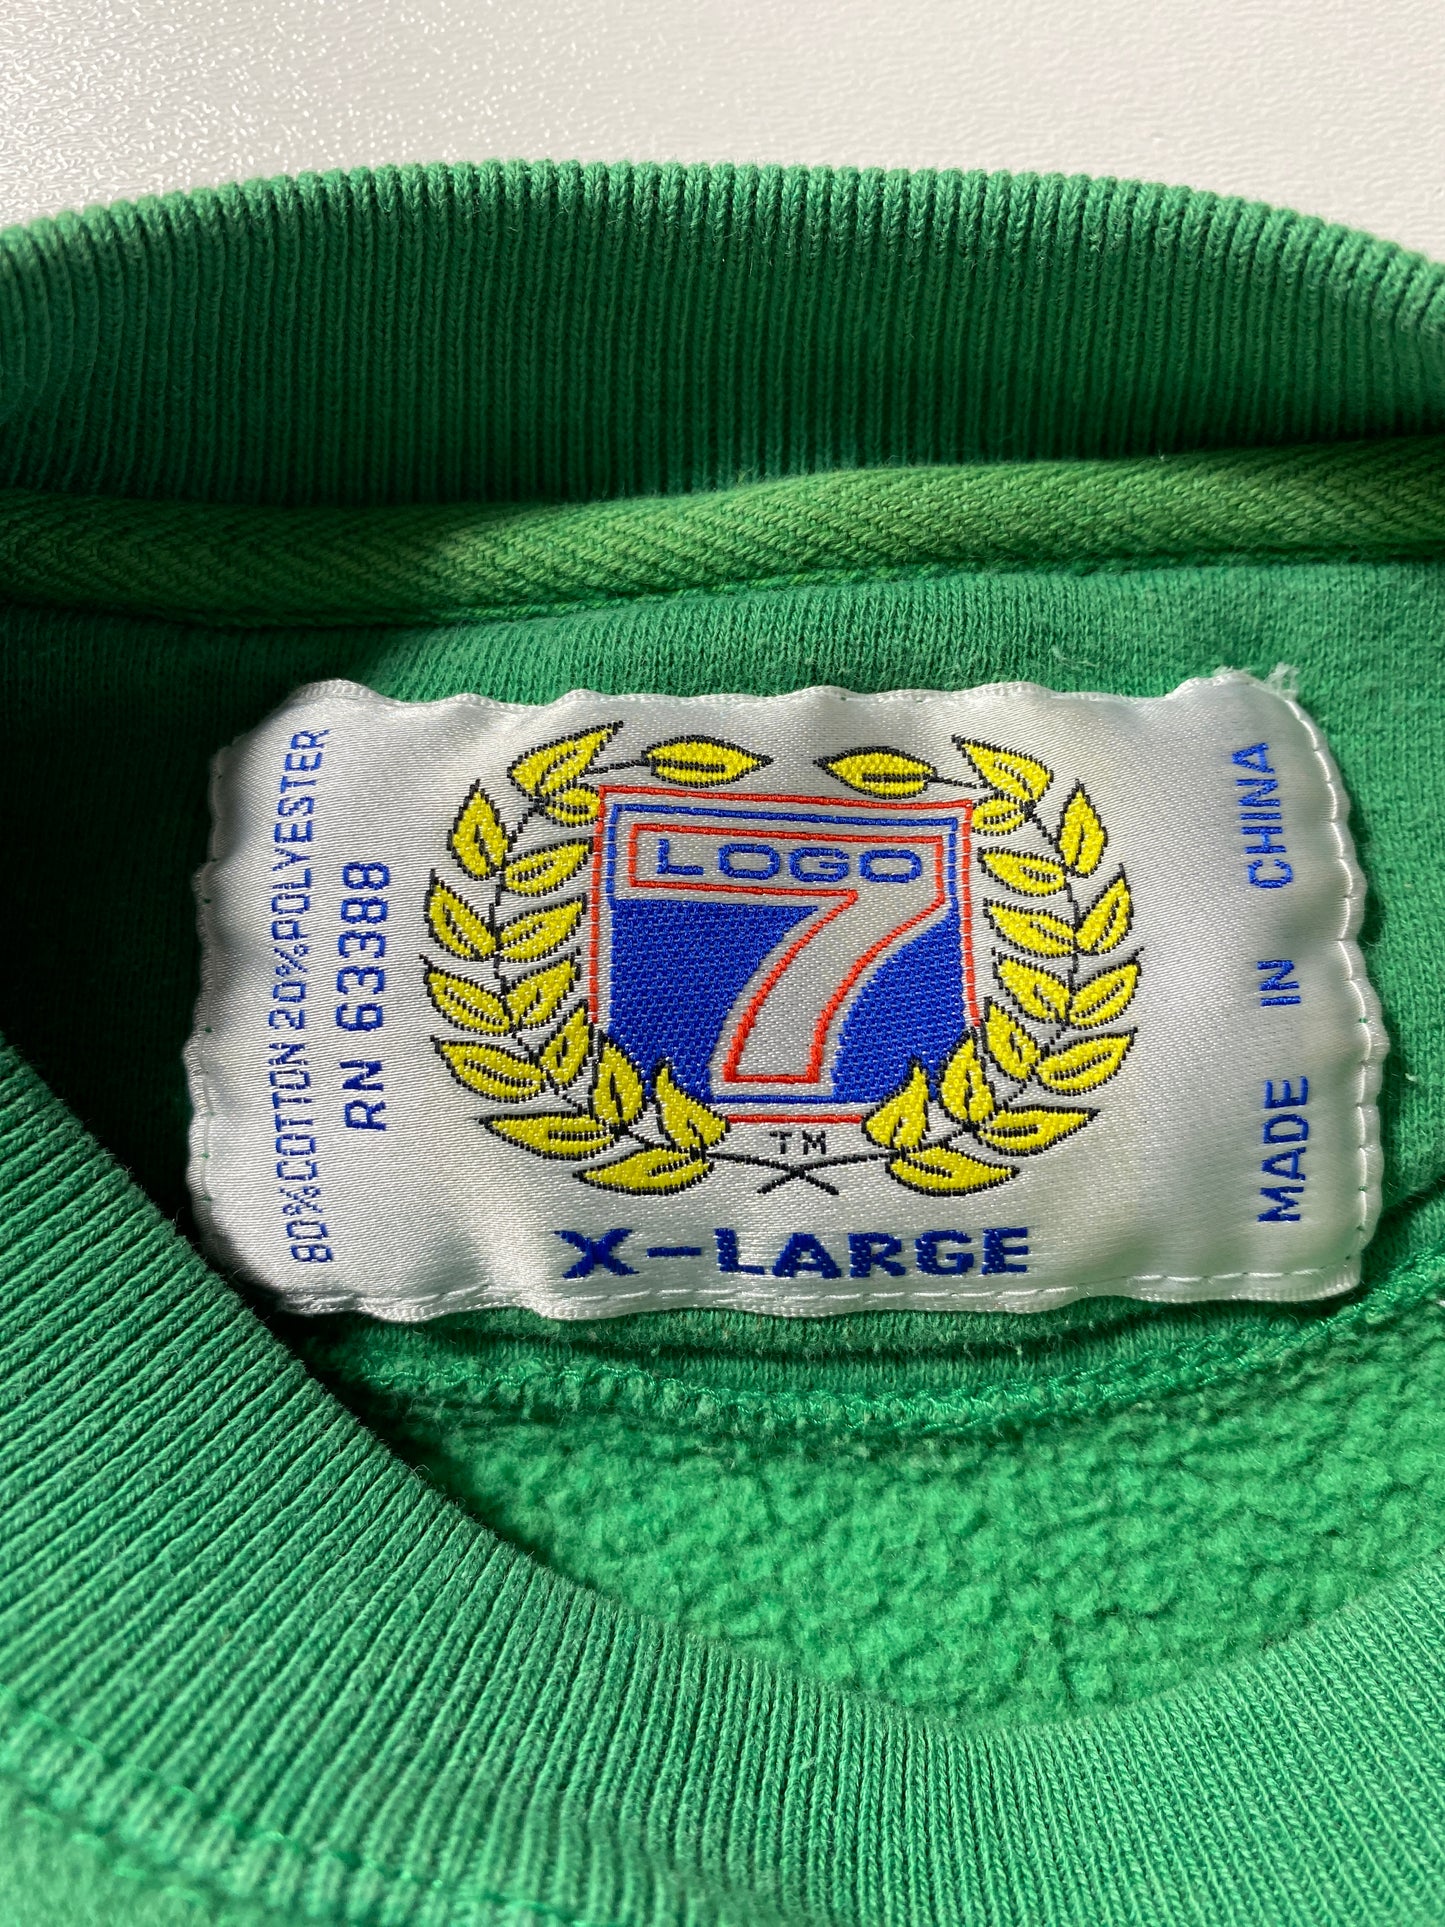 80%COTTON 20%POLYESTER
RN 63388
LOGO
7
TM
X-LARGE
MADE IN CHINA